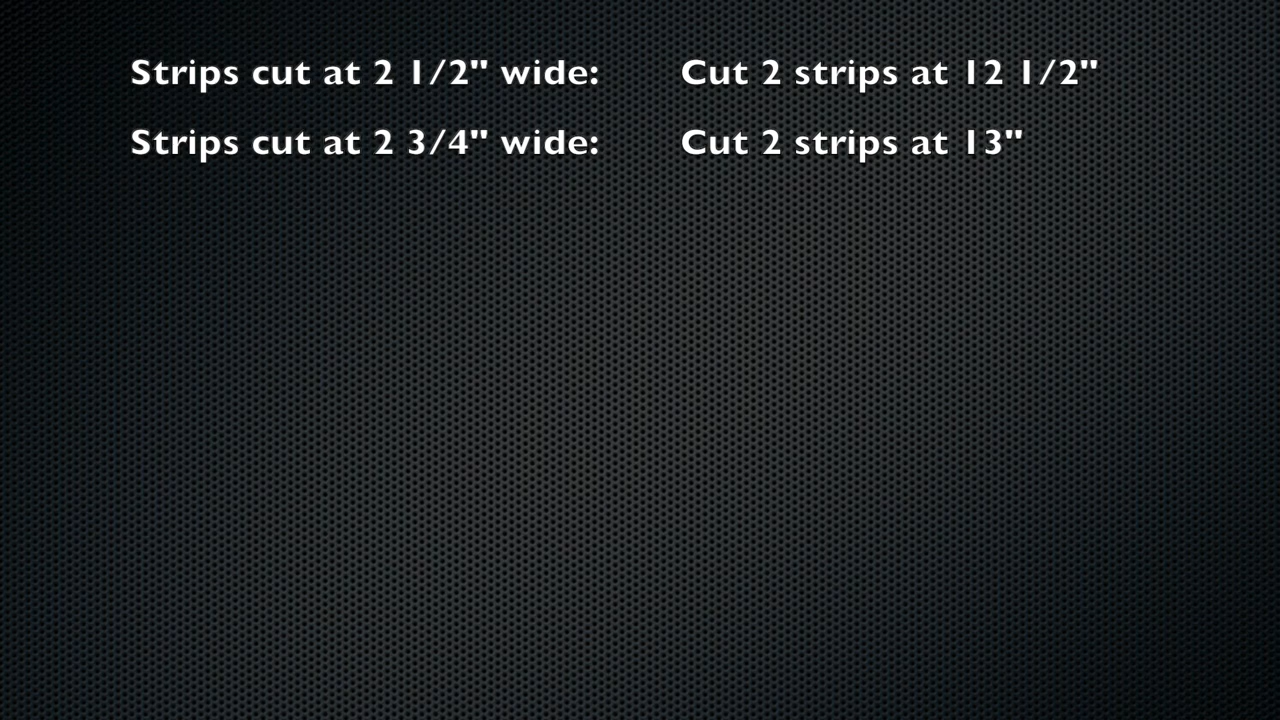 Strips cut at 2 1/2" wide: Cut 2 strips at 12 1/2"
Strips cut at 2 3/4" wide: Cut 2 strips at 13"